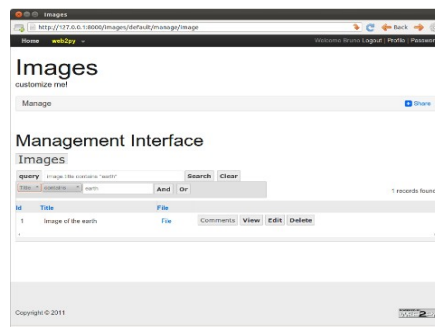 Images
http://127.0.0.1:8000/images/default/manage/image
Back
Home web2py
Welcome Bruno Logout | Profile | Password
Images
customize me!
Manage
Share
Management Interface
Images
query image.title contains "earth" Search Clear
Title contains earth And Or
1 records found
Id Title File
1 Image of the earth File Comments View Edit Delete
Copyright © 2011